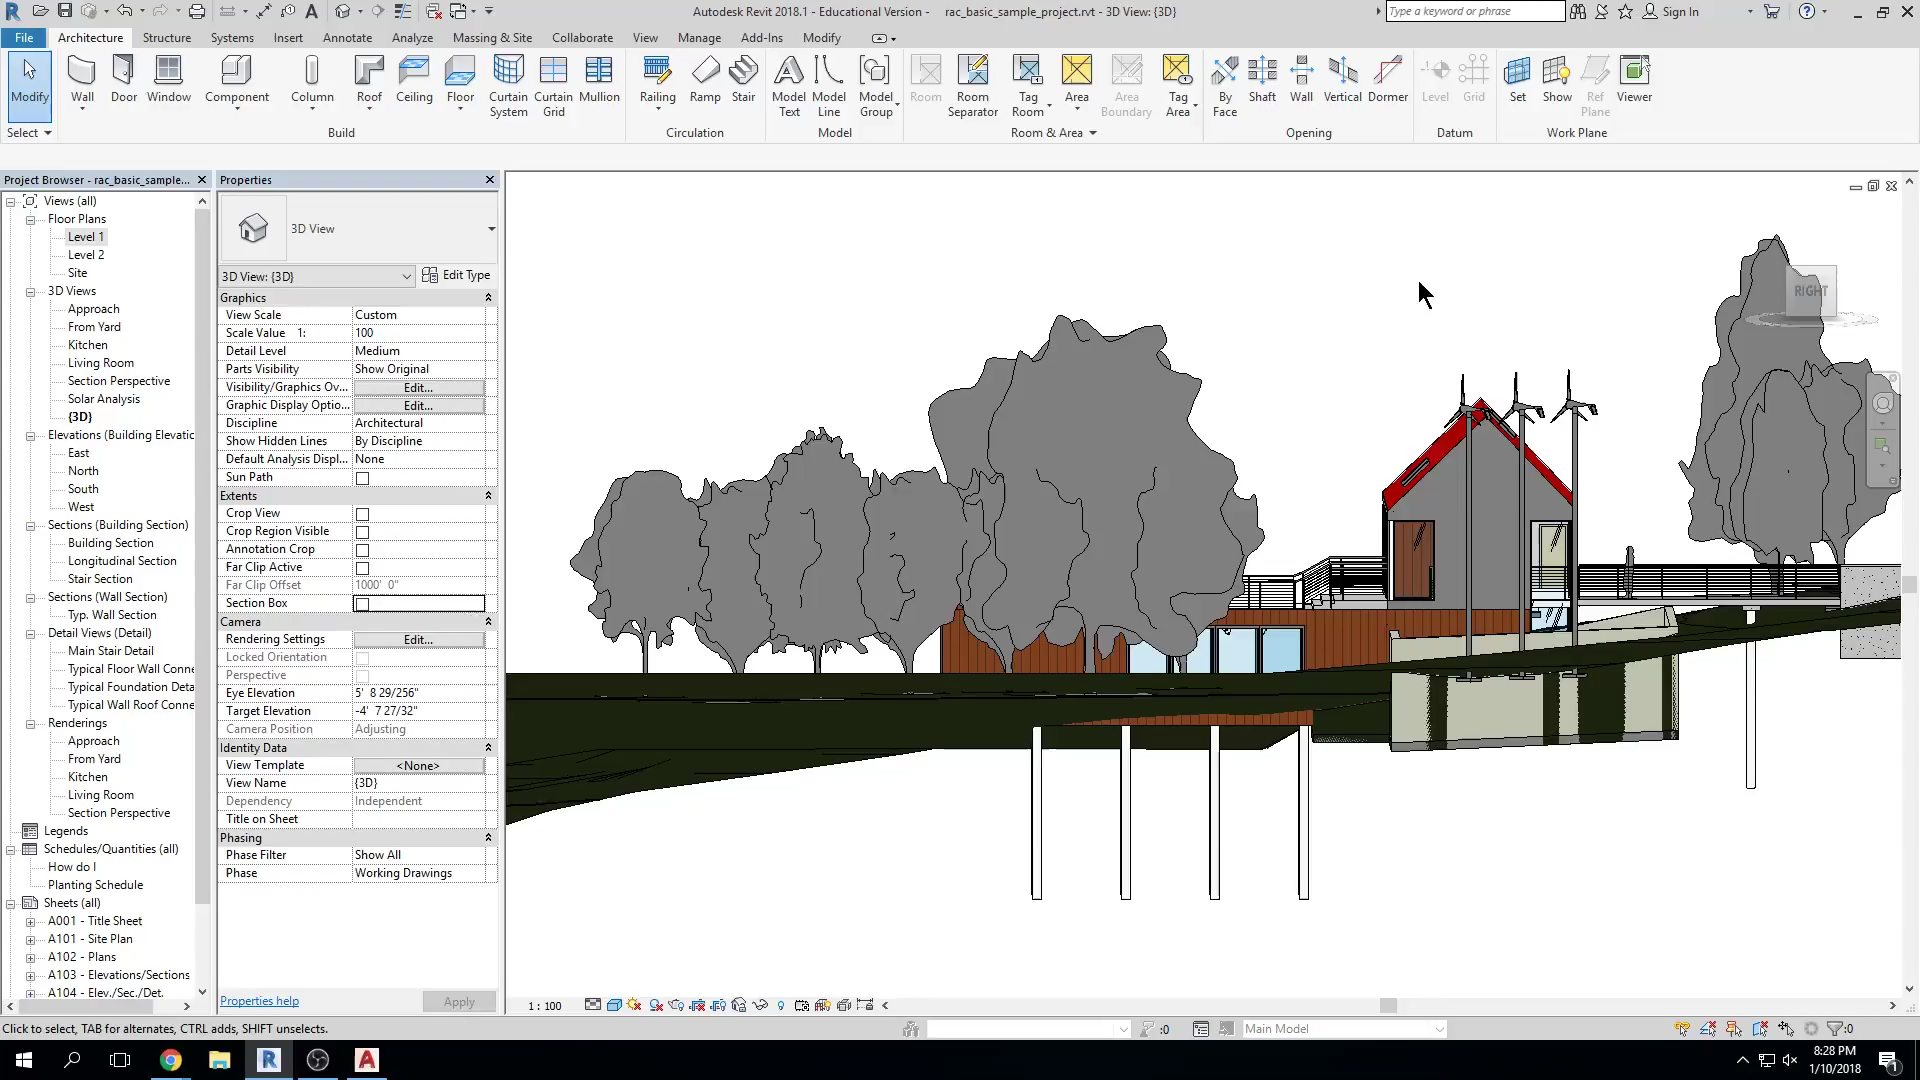 Autodesk Revit 2018.1 - Educational Version - rac_basic_sample_project.rvt - 3D View: {3D}
Type a keyword or phrase
Sign In
File Architecture Structure Systems Insert Annotate Analyze Massing & Site Collaborate View Manage Add-Ins Modify
Modify
Wall
Door
Window
Component
Column
Roof
Ceiling
Floor
Curtain System
Curtain Grid
Mullion
Railing
Ramp
Stair
Model Text
Model Line
Model Group
Room
Room Separator
Tag Room
Area
Area Boundary
Tag Area
By Face
Shaft
Wall
Vertical
Dormer
Level
Grid
Set
Show
Ref Plane
Viewer
Select
Build
Circulation
Model
Room & Area
Opening
Datum
Work Plane
Project Browser - rac_basic_sample...
Views (all)
Floor Plans
Level 1
Level 2
Site
3D Views
Approach
From Yard
Kitchen
Living Room
Section Perspective
Solar Analysis
{3D}
Elevations (Building Elevatic
East
North
South
West
Sections (Building Section)
Building Section
Longitudinal Section
Stair Section
Sections (Wall Section)
Typ. Wall Section
Detail Views (Detail)
Main Stair Detail
Typical Floor Wall Conne
Typical Foundation Deta
Typical Wall Roof Conne
Renderings
Approach
From Yard
Kitchen
Living Room
Section Perspective
Legends
Schedules/Quantities (all)
How do I
Planting Schedule
Sheets (all)
A001 - Title Sheet
A101 - Site Plan
A102 - Plans
A103 - Elevations/Sections
A104 - Elev./Sec./Det.
Properties
3D View
3D View: {3D}
Edit Type
Graphics
View Scale Custom
Scale Value 1: 100
Detail Level Medium
Parts Visibility Show Original
Visibility/Graphics Ov... Edit...
Graphic Display Optio... Edit...
Discipline Architectural
Show Hidden Lines By Discipline
Default Analysis Displ... None
Sun Path
Extents
Crop View
Crop Region Visible
Annotation Crop
Far Clip Active
Far Clip Offset 1000' 0"
Section Box
Camera
Rendering Settings Edit...
Locked Orientation
Perspective
Eye Elevation 5' 8 29/256"
Target Elevation -4' 7 27/32"
Camera Position Adjusting
Identity Data
View Template <None>
View Name {3D}
Dependency Independent
Title on Sheet
Phasing
Phase Filter Show All
Phase Working Drawings
Properties help
Apply
RIGHT
1 : 100
Click to select, TAB for alternates, CTRL adds, SHIFT unselects.
:0
Main Model
:0
8:28 PM
1/10/2018
1